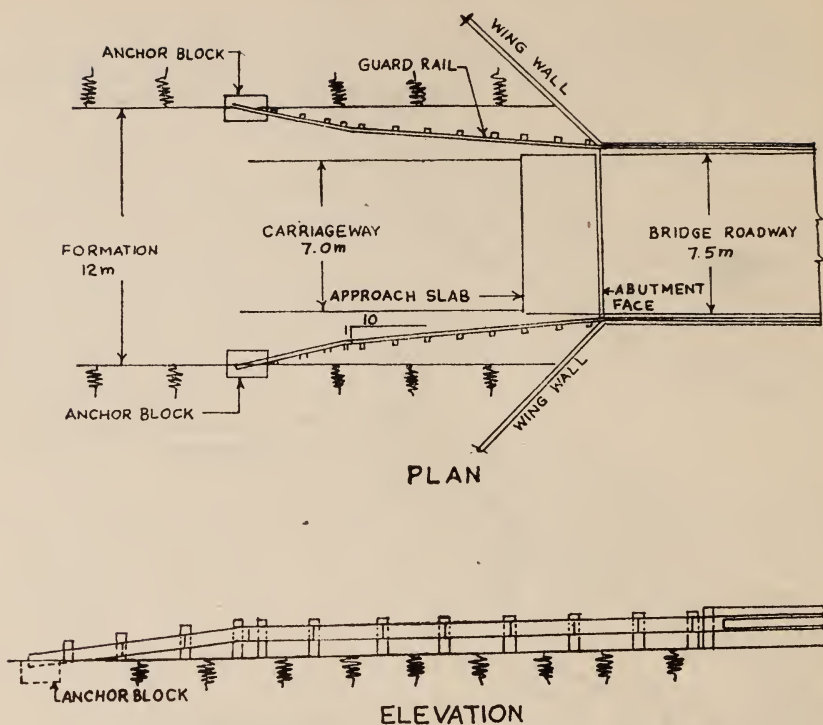 WING WALL
ANCHOR BLOCK
GUARD RAIL
FORMATION
12m
CARRIAGEWAY
7.0m
BRIDGE ROADWAY
7.5m
APPROACH SLAB
ABUTMENT
FACE
1 10
ANCHOR BLOCK
WING WALL
PLAN
ANCHOR BLOCK
ELEVATION